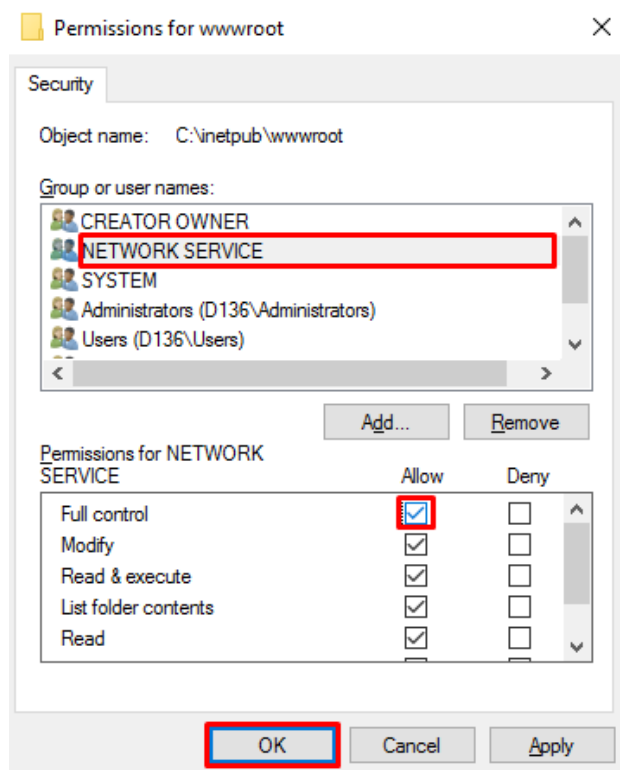 Permissions for wwwroot
Security
Object name: C:\inetpub\wwwroot
Group or user names:
CREATOR OWNER
NETWORK SERVICE
SYSTEM
Administrators (D136\Administrators)
Users (D136\Users)
Add... Remove
Permissions for NETWORK
SERVICE Allow Deny
Full control
Modify
Read & execute
List folder contents
Read
OK Cancel Apply